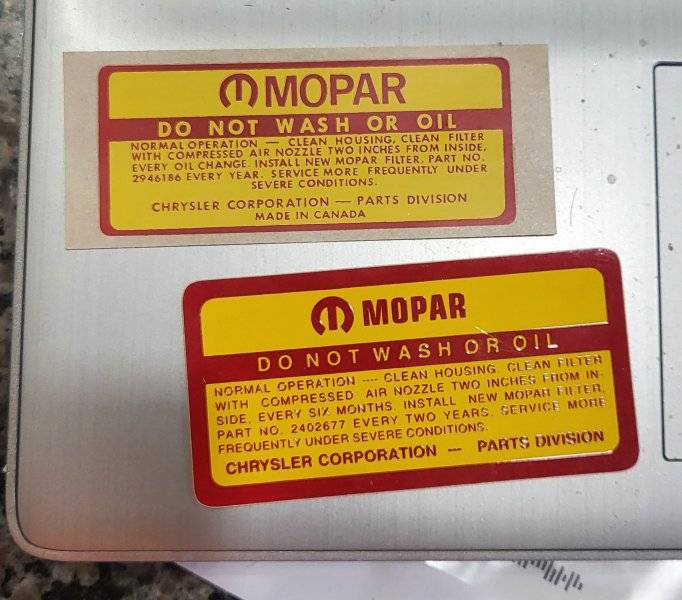 MOPAR
DO NOT WASH OR OIL
NORMAL OPERATION — CLEAN HOUSING, CLEAN FILTER
WITH COMPRESSED AIR NOZZLE TWO INCHES FROM INSIDE,
EVERY OIL CHANGE. INSTALL NEW MOPAR FILTER, PART NO.
2946186 EVERY YEAR. SERVICE MORE FREQUENTLY UNDER
SEVERE CONDITIONS.
CHRYSLER CORPORATION — PARTS DIVISION
MADE IN CANADA
MOPAR
DO NOT WASH OR OIL
NORMAL OPERATION ---- CLEAN HOUSING CLEAN FILTER
WITH COMPRESSED AIR NOZZLE TWO INCHES FROM IN-
SIDE, EVERY SIX MONTHS. INSTALL NEW MOPAR FILTER,
PART NO. 2402677 EVERY TWO YEARS. SERVICE MORE
FREQUENTLY UNDER SEVERE CONDITIONS.
CHRYSLER CORPORATION — PARTS DIVISION